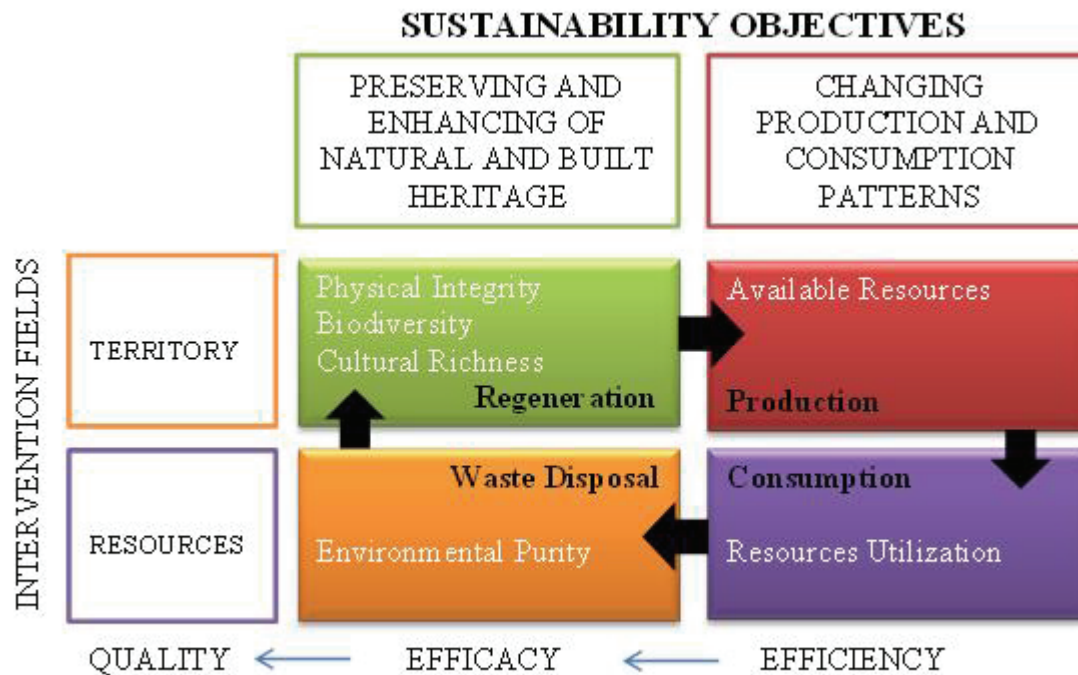 SUSTAINABILITY OBJECTIVES
PRESERVING AND
ENHANCING OF
NATURAL AND BUILT
HERITAGE
CHANGING
PRODUCTION AND
CONSUMPTION
PATTERNS
INTERVENTION FIELDS
TERRITORY
Physical Integrity
Biodiversity
Cultural Richness
Regeneration
Available Resources
Production
RESOURCES
Waste Disposal
Environmental Purity
Consumption
Resources Utilization
QUALITY
EFFICACY
EFFICIENCY